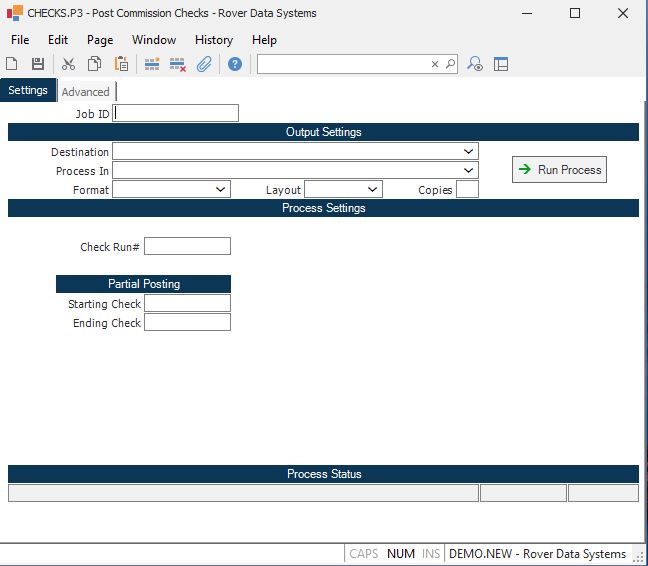 CHECKS.P3 - Post Commission Checks - Rover Data Systems
File Edit Page Window History Help
Settings Advanced
Job ID
Output Settings
Destination
Process In
Run Process
Format Layout Copies
Process Settings
Check Run#
Partial Posting
Starting Check
Ending Check
Process Status
CAPS NUM INS DEMO.NEW - Rover Data Systems